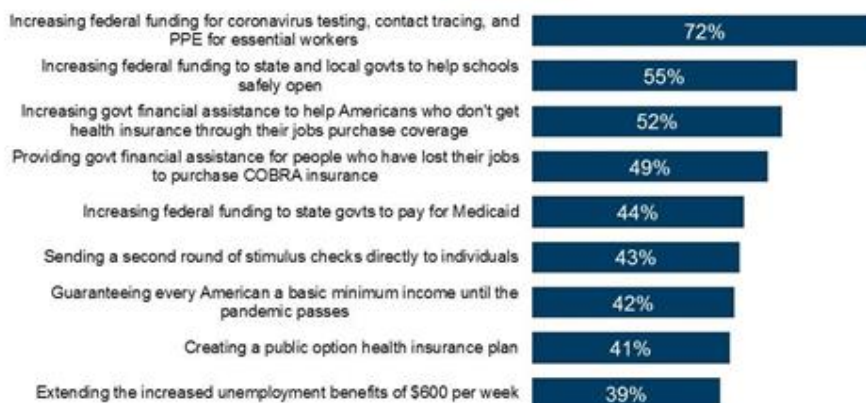 Increasing federal funding for coronavirus testing, contact tracing, and
PPE for essential workers
72%
Increasing federal funding to state and local govts to help schools
safely open
55%
Increasing govt financial assistance to help Americans who don't get
health insurance through their jobs purchase coverage
52%
Providing govt financial assistance for people who have lost their jobs
to purchase COBRA insurance
49%
Increasing federal funding to state govts to pay for Medicaid
44%
Sending a second round of stimulus checks directly to individuals
43%
Guaranteeing every American a basic minimum income until the
pandemic passes
42%
Creating a public option health insurance plan
41%
Extending the increased unemployment benefits of $600 per week
39%